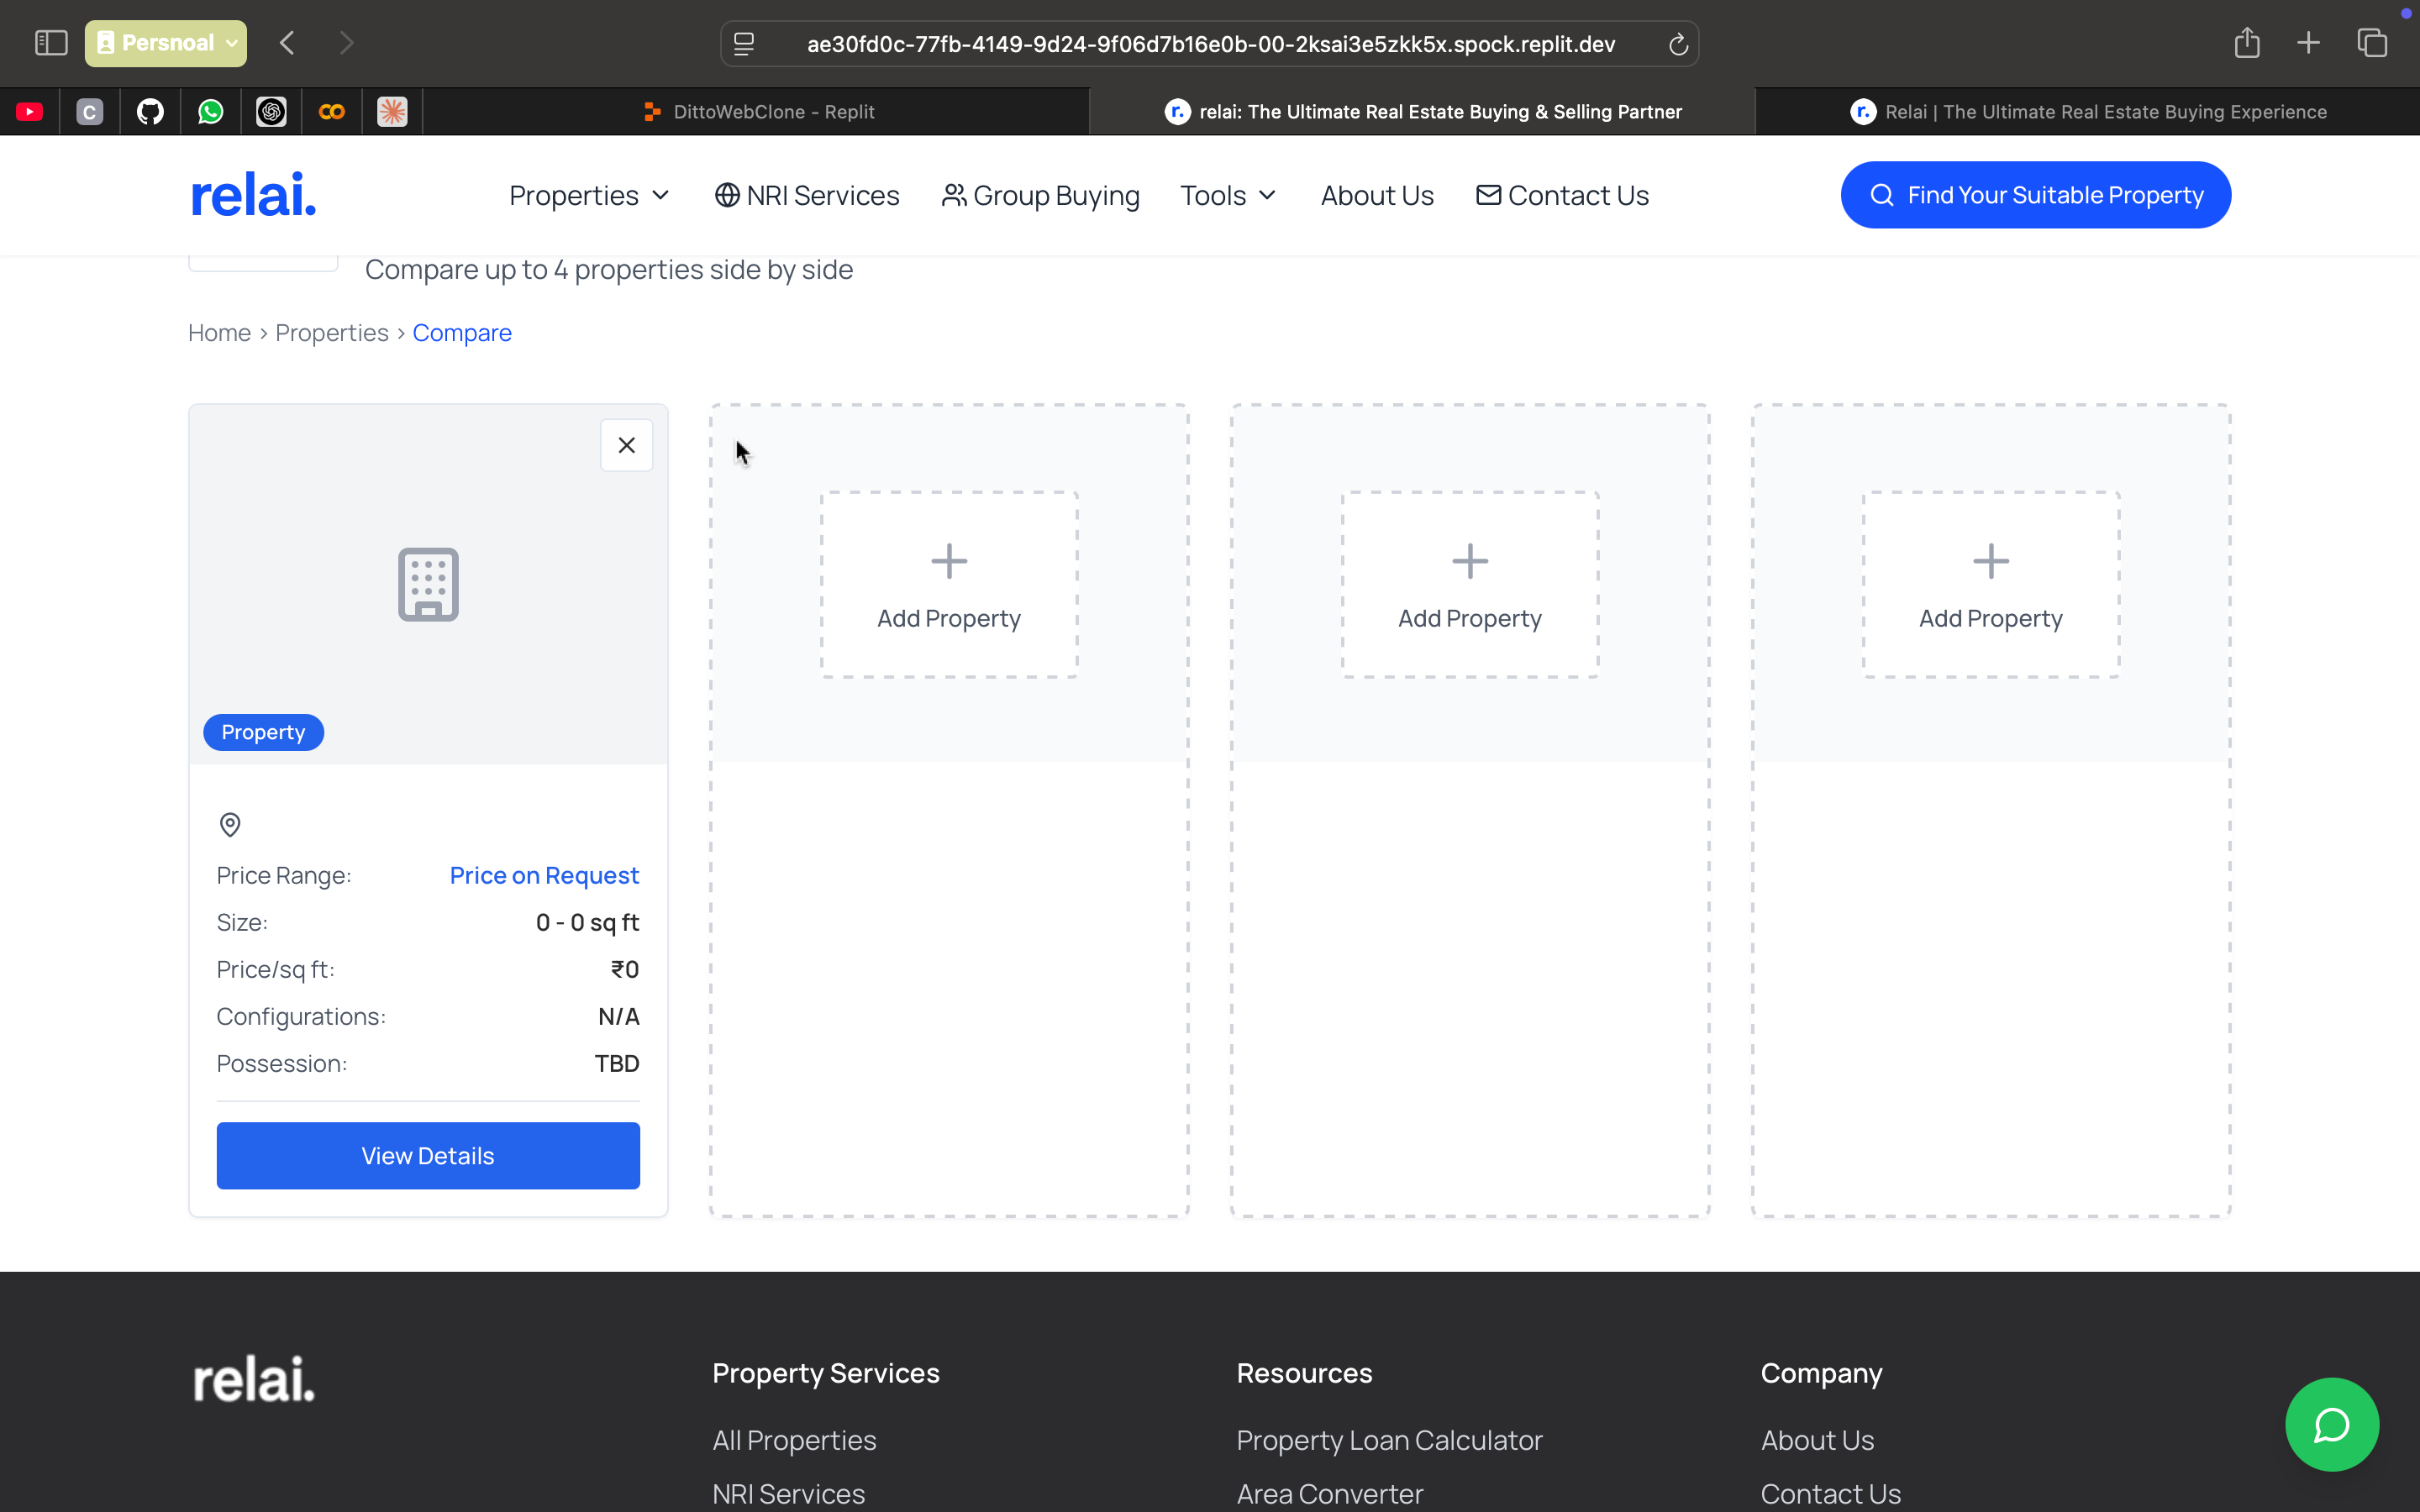 Persnoal
ae30fd0c-77fb-4149-9d24-9f06d7b16e0b-00-2ksai3e5zkk5x.spock.replit.dev
C
DittoWebClone - Replit
r. relai: The Ultimate Real Estate Buying & Selling Partner
r. Relai | The Ultimate Real Estate Buying Experience
relai.
Properties
NRI Services
Group Buying
Tools
About Us
Contact Us
Find Your Suitable Property
Compare up to 4 properties side by side
Home > Properties > Compare
Property
Price Range: Price on Request
Size: 0 - 0 sq ft
Price/sq ft: ₹0
Configurations: N/A
Possession: TBD
View Details
Add Property
Add Property
Add Property
relai.
Property Services
All Properties
NRI Services
Resources
Property Loan Calculator
Area Converter
Company
About Us
Contact Us